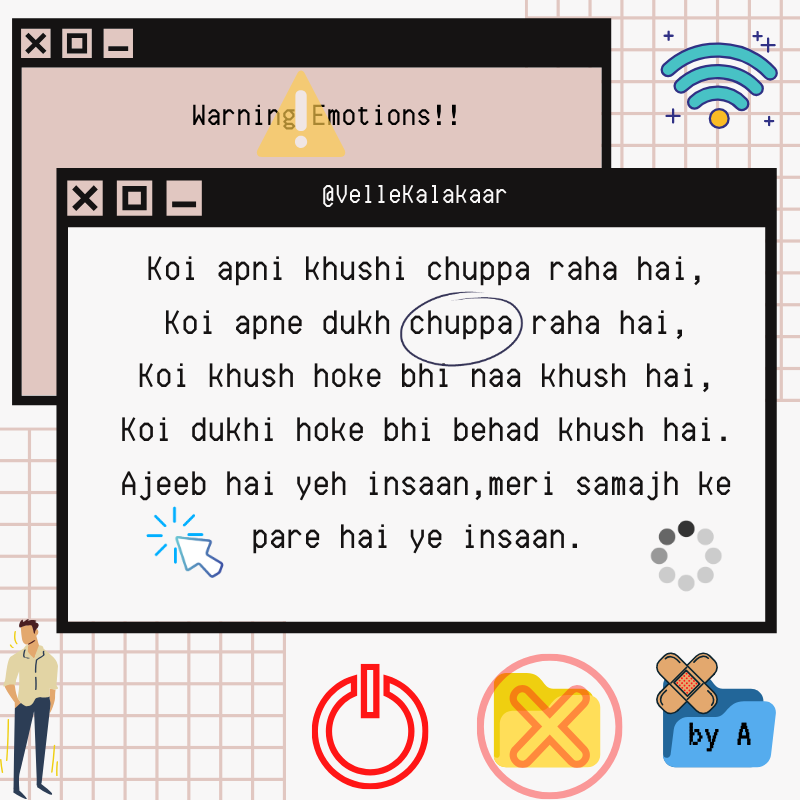 Warning Emotions!!
@VelleKalakaar
Koi apni khushi chuppa raha hai,
Koi apne dukh chuppa raha hai,
Koi khush hoke bhi naa khush hai,
Koi dukhi hoke bhi behad khush hai.
Ajeeb hai yeh insaan,meri samajh ke
pare hai ye insaan.
by A